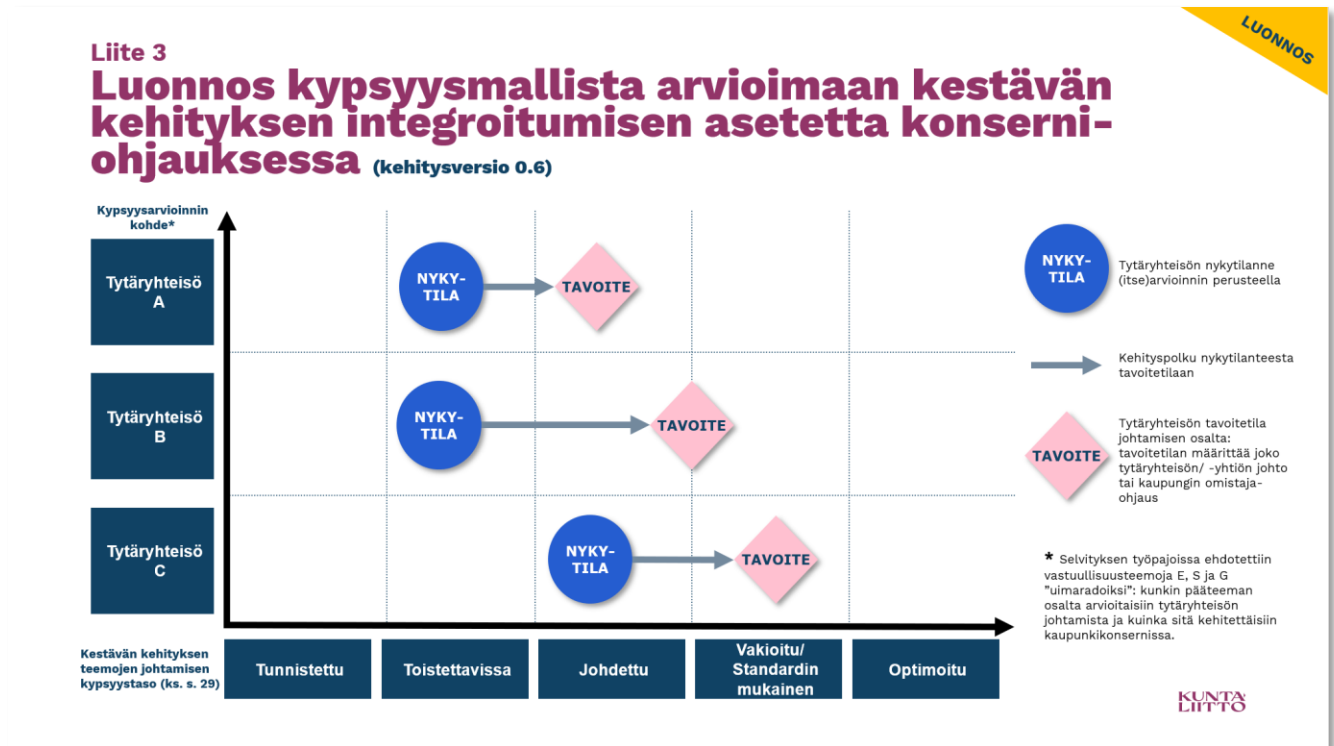 LUONNOS
Liite 3
Luonnos kypsyysmallista arvioimaan kestävän
kehityksen integroitumisen asetetta konserni-
ohjauksessa (kehitysversio 0.6)
Kypsyysarvioinnin
kohde*
Tytäryhteisö
A
NYKY-
TILA
TAVOITE
Tytäryhteisö
B
NYKY-
TILA
TAVOITE
Tytäryhteisö
C
NYKY-
TILA
TAVOITE
Kestävän kehityksen
teemojen johtamisen
kypsyystaso (ks. s. 29)
Tunnistettu
Toistettavissa
Johdettu
Vakioitu/
Standardin
mukainen
Optimoitu
NYKY-
TILA
Tytäryhteisön nykytilanne
(itse)arvioinnin perusteella
Kehityspolku nykytilanteesta
tavoitetilaan
TAVOITE
Tytäryhteisön tavoitetila
johtamisen osalta:
tavoitetilan määrittää joko
tytäryhteisön/ -yhtiön johto
tai kaupungin omistaja-
ohjaus
* Selvityksen työpajoissa ehdotettiin
vastuullisuusteemoja E, S ja G
”uimaradoiksi”: kunkin pääteeman
osalta arvioitaisiin tytäryhteisön
johtamista ja kuinka sitä kehitettäisiin
kaupunkikonsernissa.
KUNTA-
LIITTO